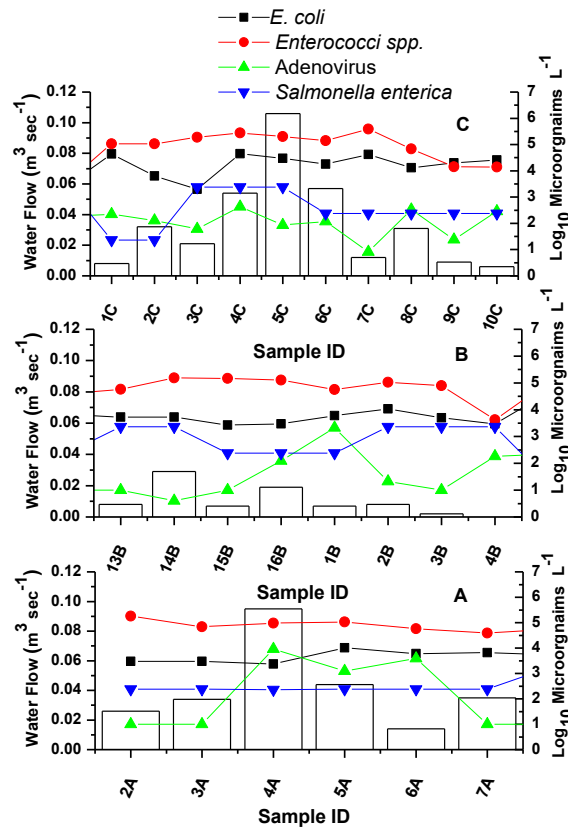 E. coli
Enterococci spp.
Adenovirus
Salmonella enterica
C
Water Flow (m3 sec-1)
0.12
0.10
0.08
0.06
0.04
0.02
0.00
7
6
5
4
3
2
1
0
Log10 Microorgnaims L-1
1C 2C 3C 4C 5C 6C 7C 8C 9C 10C
Sample ID
B
Water Flow (m3 sec-1)
0.12
0.10
0.08
0.06
0.04
0.02
0.00
7
6
5
4
3
2
1
0
Log10 Microorgnaims L-1
13B 14B 15B 16B 1B 2B 3B 4B
Sample ID
A
Water Flow (m3 sec-1)
0.12
0.10
0.08
0.06
0.04
0.02
0.00
7
6
5
4
3
2
1
0
Log10 Microorgnaims L-1
2A 3A 4A 5A 6A 7A
Sample ID